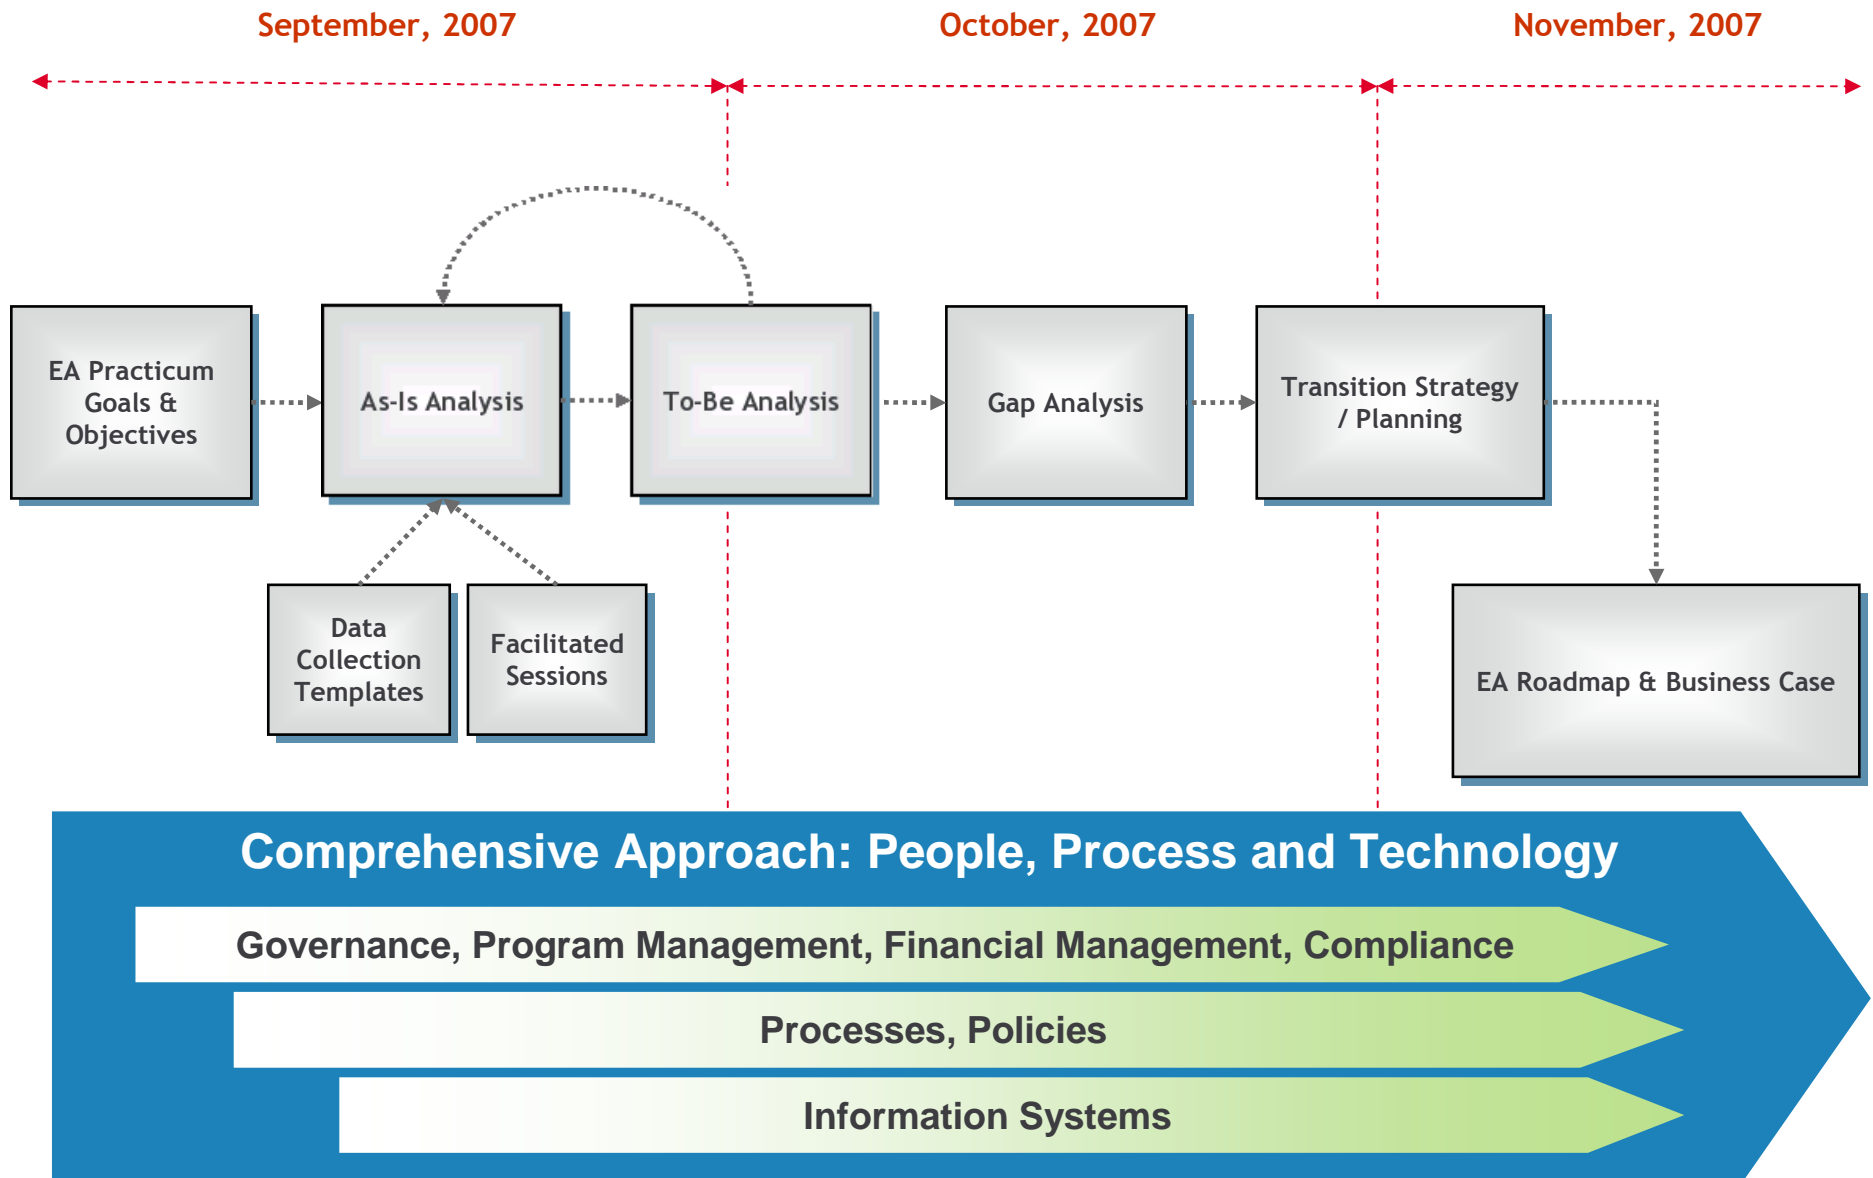 September, 2007
October, 2007
November, 2007
EA Practicum
Goals &
Objectives
As-Is Analysis
To-Be Analysis
Gap Analysis
Transition Strategy
/ Planning
Data
Collection
Templates
Facilitated
Sessions
EA Roadmap & Business Case
Comprehensive Approach: People, Process and Technology
Governance, Program Management, Financial Management, Compliance
Processes, Policies
Information Systems